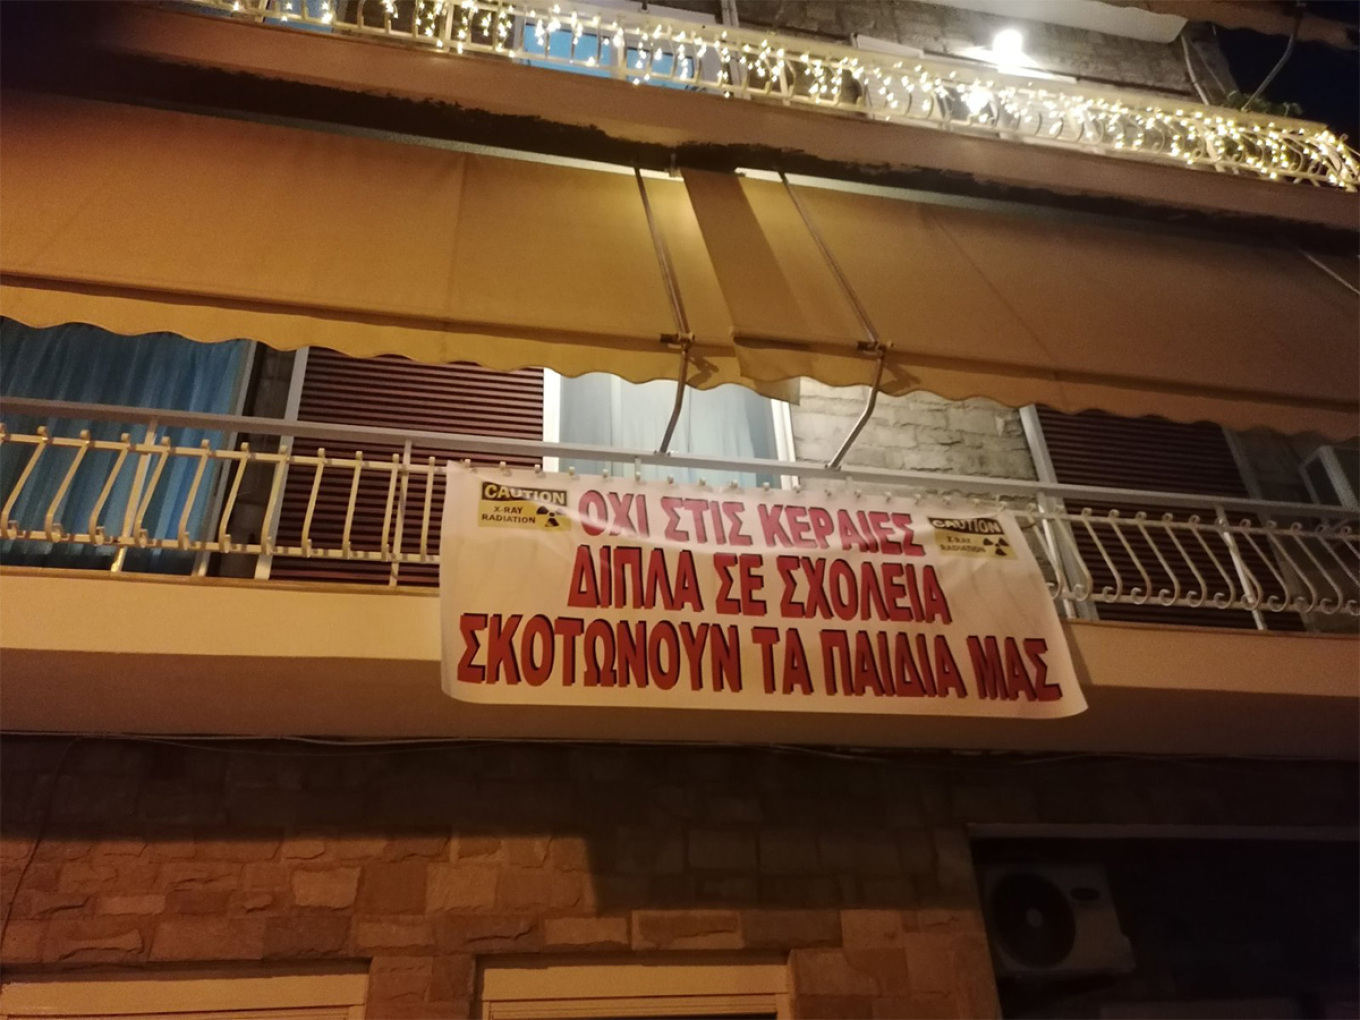 CAUTION
X-RAY
RADIATION
ΟΧΙ ΣΤΙΣ ΚΕΡΑΙΕΣ
CAUTION
X-RAY
RADIATION
ΔΙΠΛΑ ΣΕ ΣΧΟΛΕΙΑ
ΣΚΟΤΩΝΟΥΝ ΤΑ ΠΑΙΔΙΑ ΜΑΣ